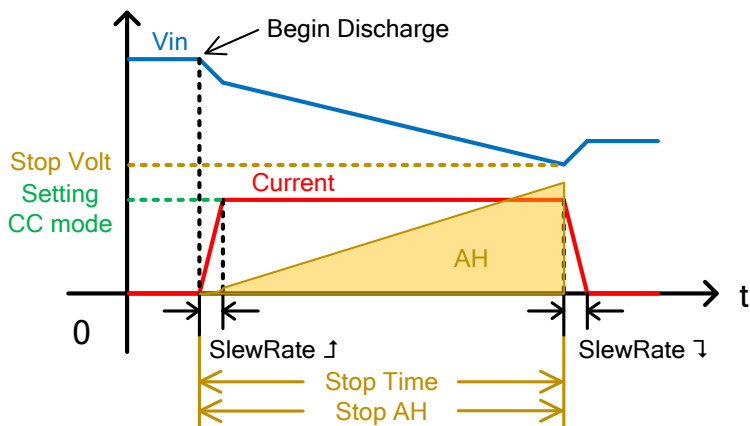 Begin Discharge
Vin
Stop Volt
Setting
CC mode
Current
AH
0
t
SlewRate
SlewRate
Stop Time
Stop AH